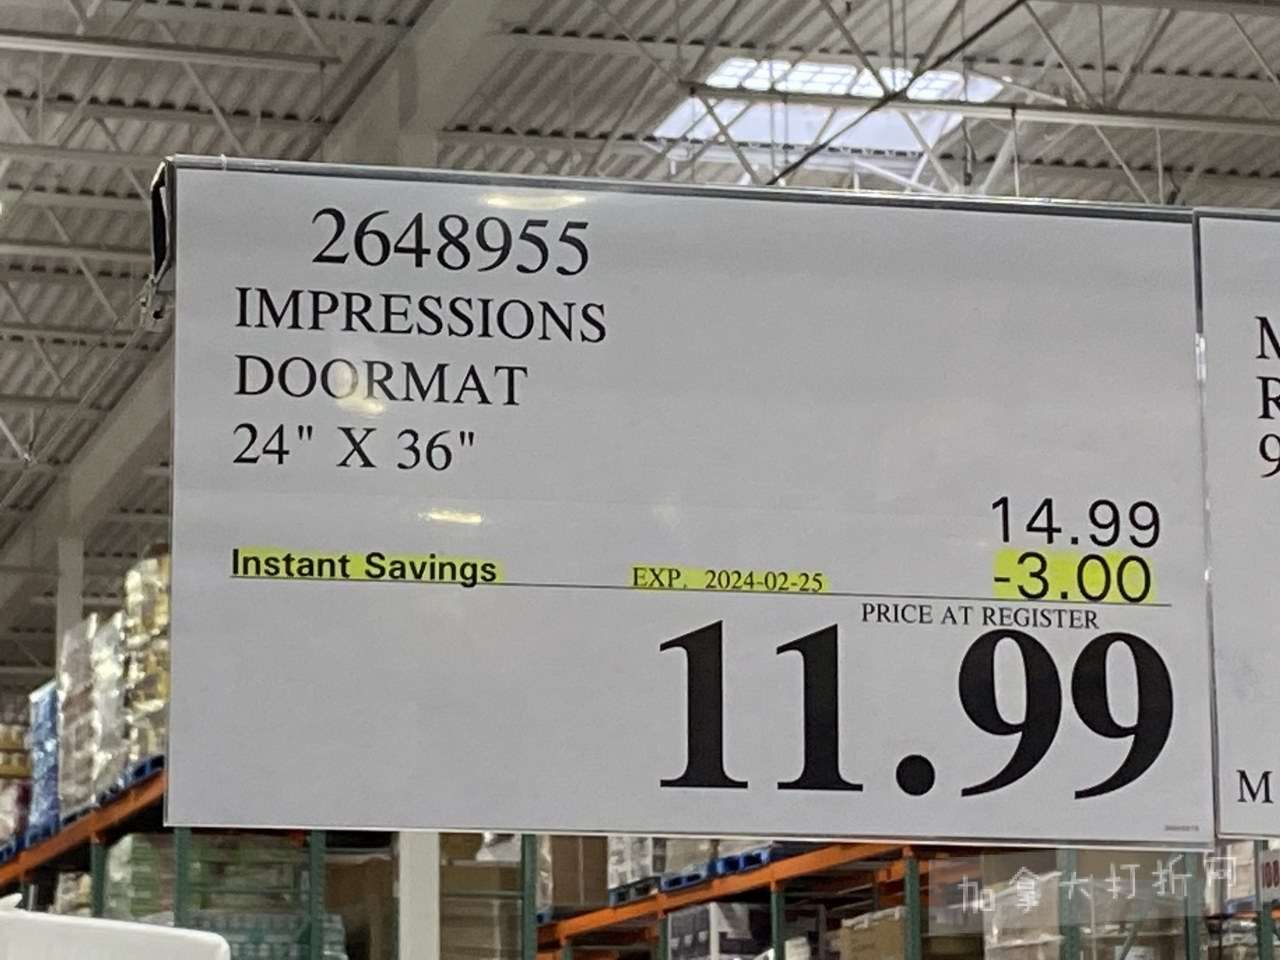 2648955
IMPRESSIONS
DOORMAT
24" X 36"
14.99
Instant Savings EXP. 2024-02-25 -3.00
PRICE AT REGISTER
11.99
M
R
9
M
加拿大打折网